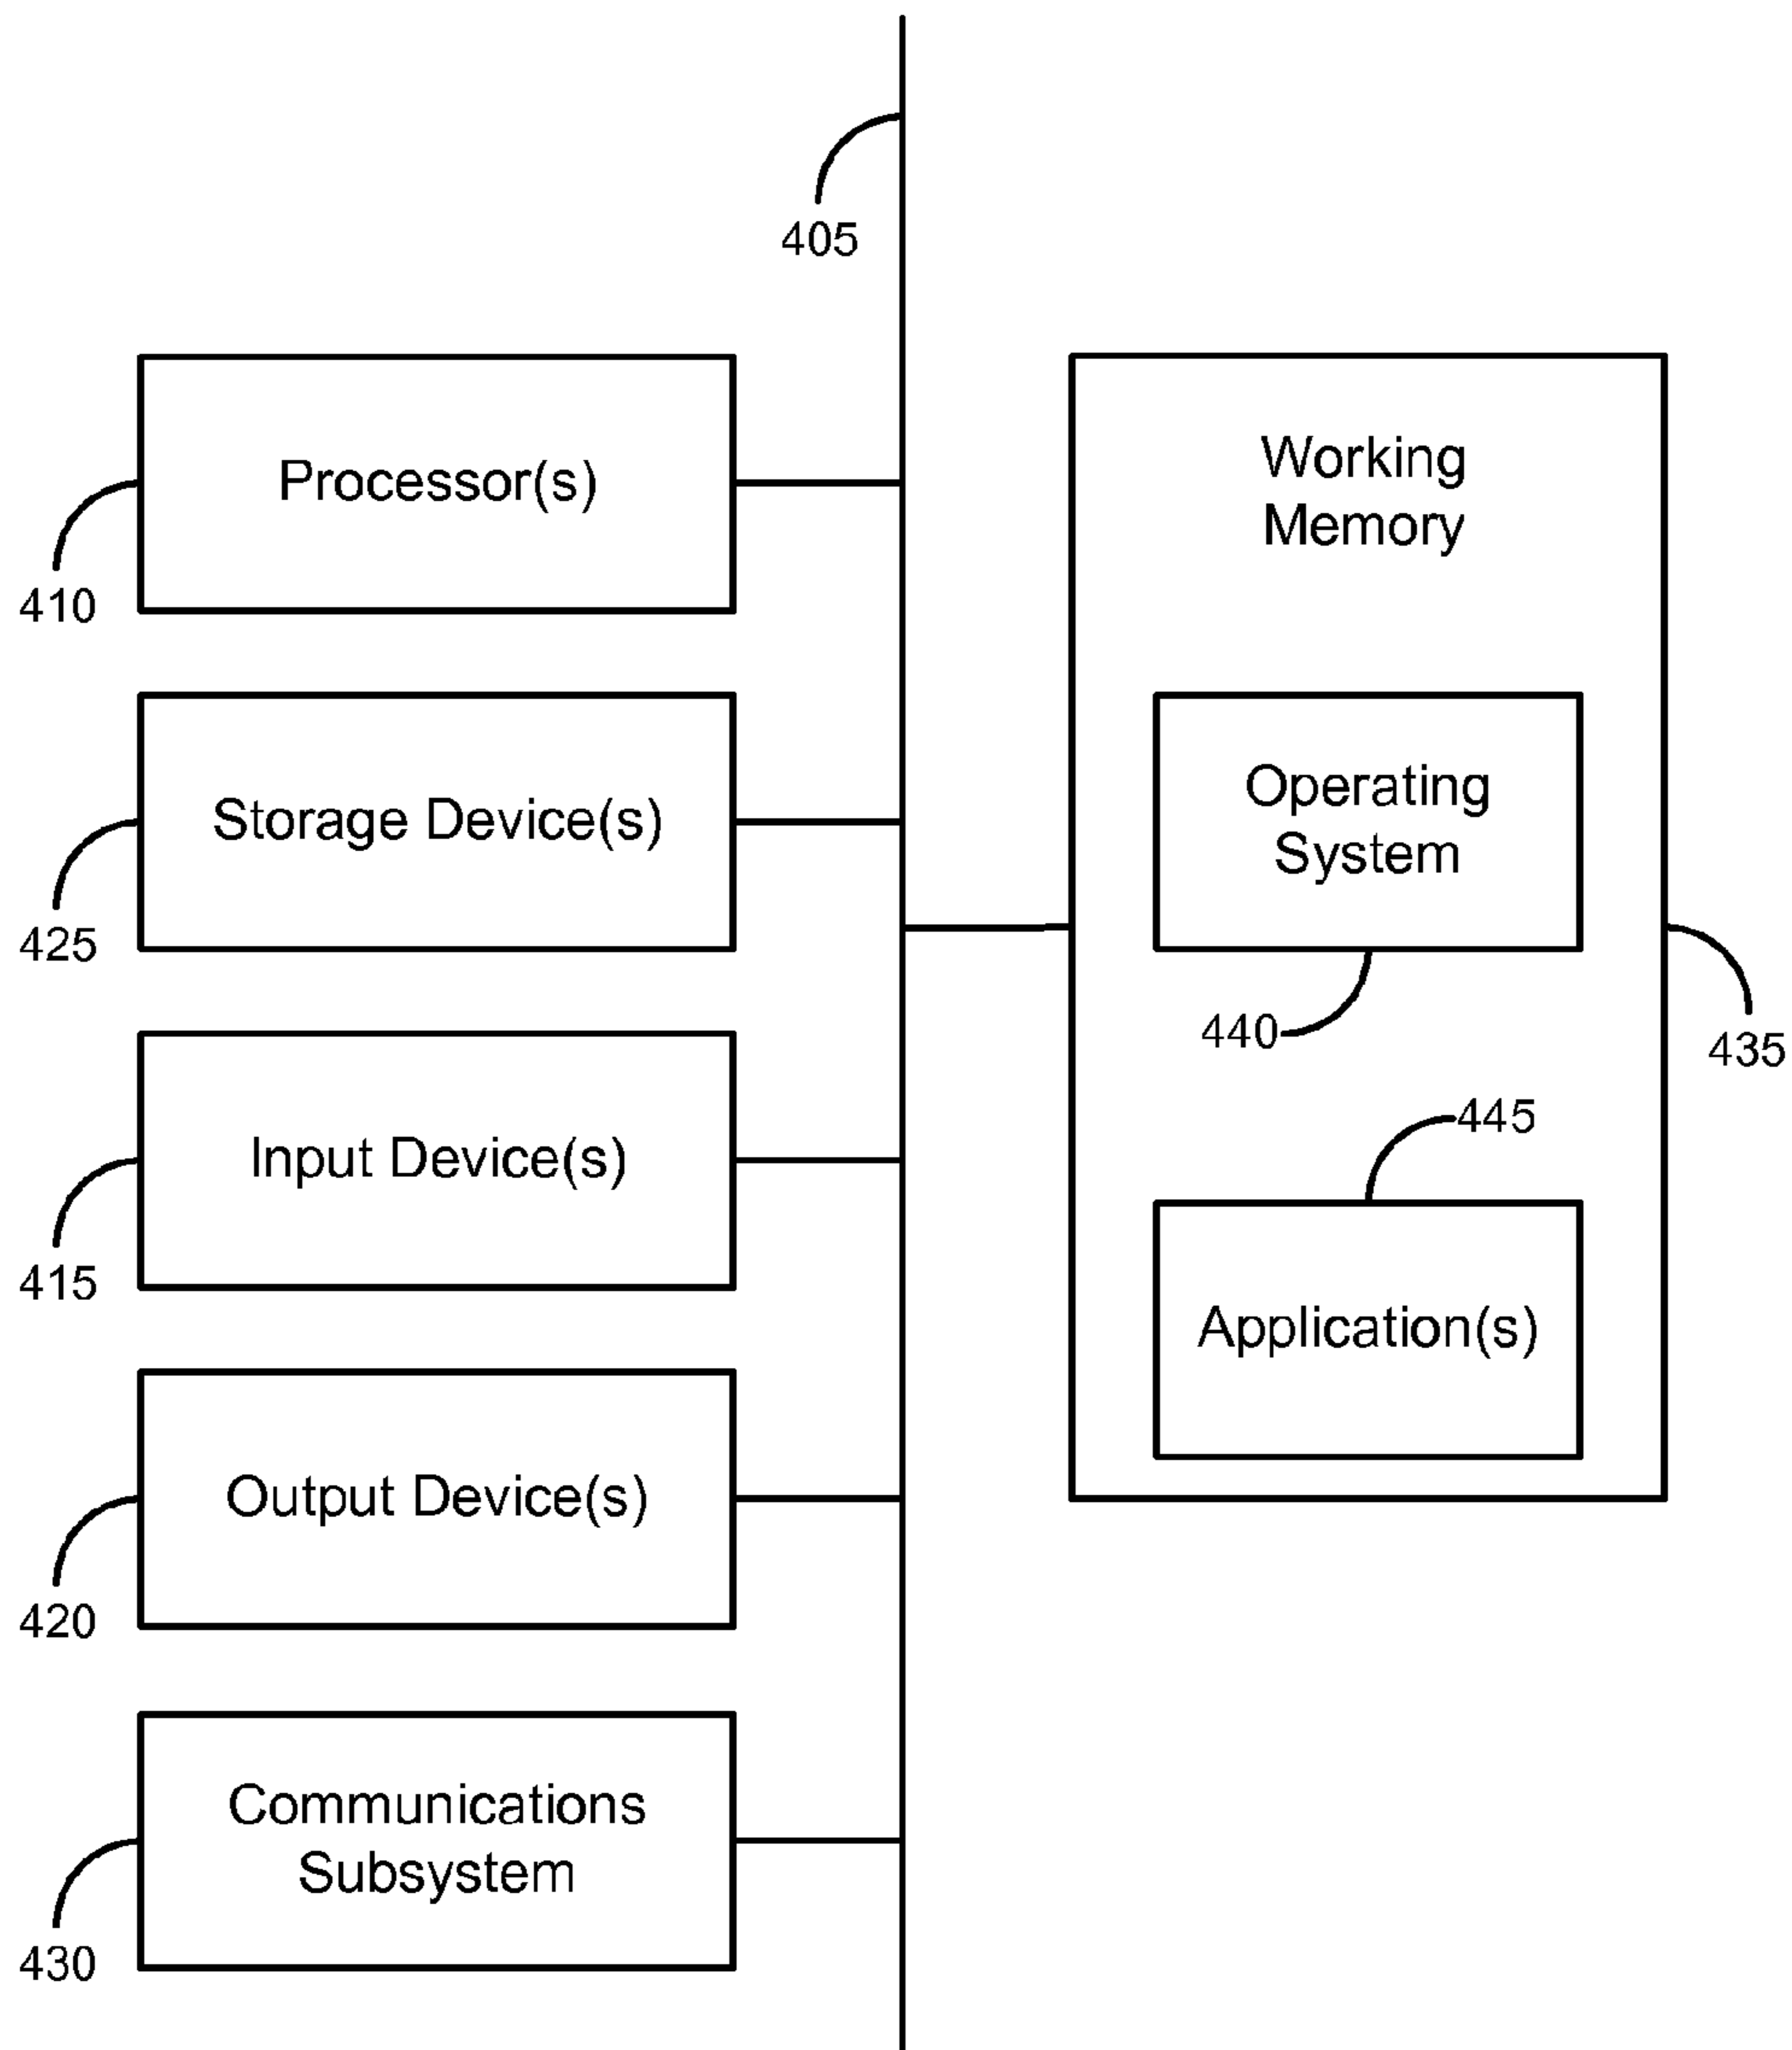 405
Processor(s)
410
Storage Device(s)
425
Input Device(s)
415
Output Device(s)
420
Communications
Subsystem
430
Working
Memory
Operating
System
440
435
445
Application(s)